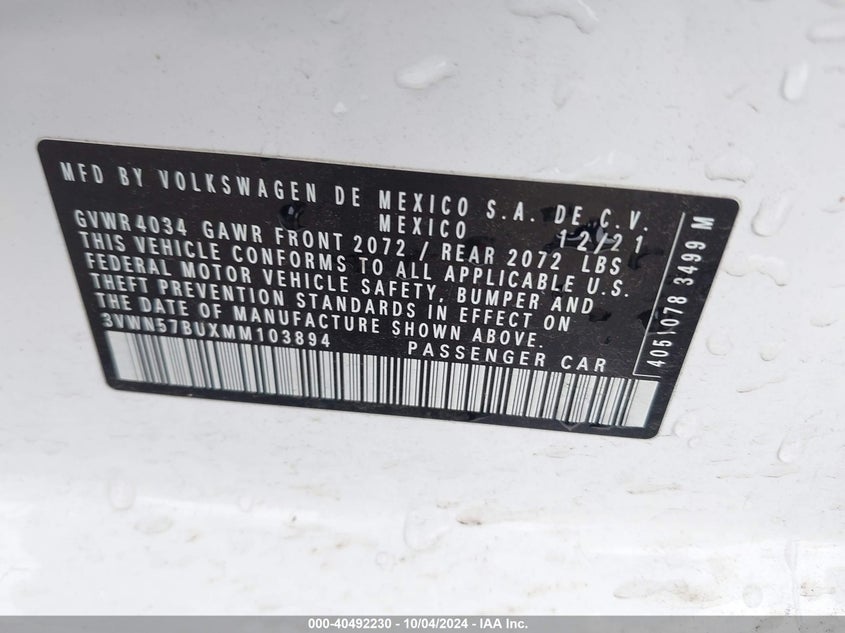 MFD BY VOLKSWAGEN DE MEXICO S.A. DE C.V.
MEXICO 12/21
GVWR 4034 GAWR FRONT 2072 / REAR 2072 LBS
THIS VEHICLE CONFORMS TO ALL APPLICABLE U.S.
FEDERAL MOTOR VEHICLE SAFETY, BUMPER AND
THEFT PREVENTION STANDARDS IN EFFECT ON
THE DATE OF MANUFACTURE SHOWN ABOVE.
3VWN57BUXMM103894 PASSENGER CAR
405 078 3499 M
000-40492230 - 10/04/2024 - IAA Inc.